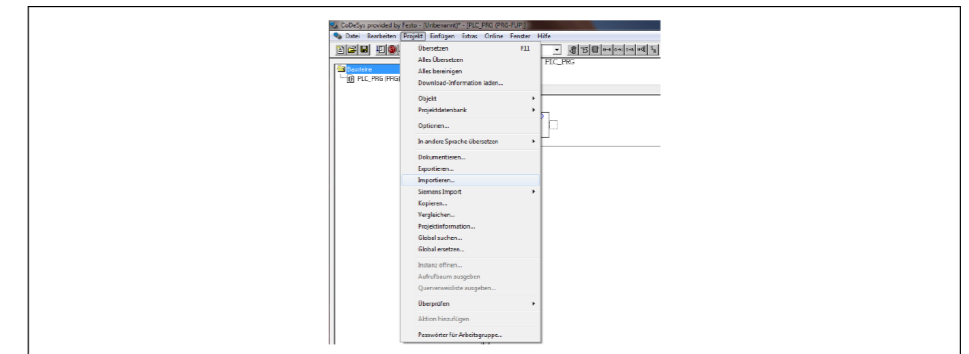 CoDeSys provided by Festo - (Unbenannt)* - [PLC_PRG (PRG-FUP)]
Datei Bearbeiten Projekt Einfügen Extras Online Fenster Hilfe
Übersetzen F11
Alles Übersetzen
PLC_PRG
Bausteine
Alles bereinigen
PLC_PRG (PRG)
Download-Information laden...
Objekt
Projektdatenbank
Optionen...
In andere Sprache übersetzen
Dokumentieren...
Exportieren...
Importieren...
Siemens Import
Kopieren...
Vergleichen...
Projektinformation...
Global suchen...
Global ersetzen...
Instanz öffnen...
Aufrufbaum ausgeben
Querverweisliste ausgeben...
Überprüfen
Aktion hinzufügen
Passwörter für Arbeitsgruppe...